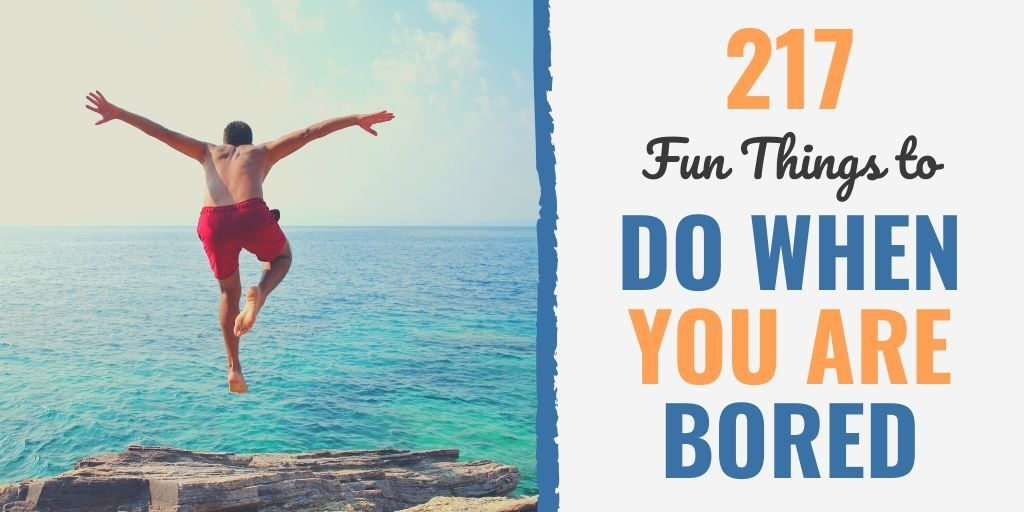 217
Fun Things to
DO WHEN
YOU ARE
BORED